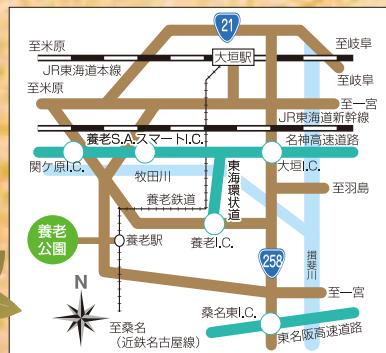 21
至米原
大垣駅
至岐阜
JR東海道本線
至岐阜
至米原
至一宮
JR東海道新幹線
養老S.A.スマートI.C.
名神高速道路
関ケ原I.C.
牧田川
東海環状道
大垣I.C.
養老鉄道
至羽島
養老
公園
養老駅
養老I.C.
揖斐川
258
N
至一宮
桑名東I.C.
至桑名
(近鉄名古屋線)
東名阪高速道路